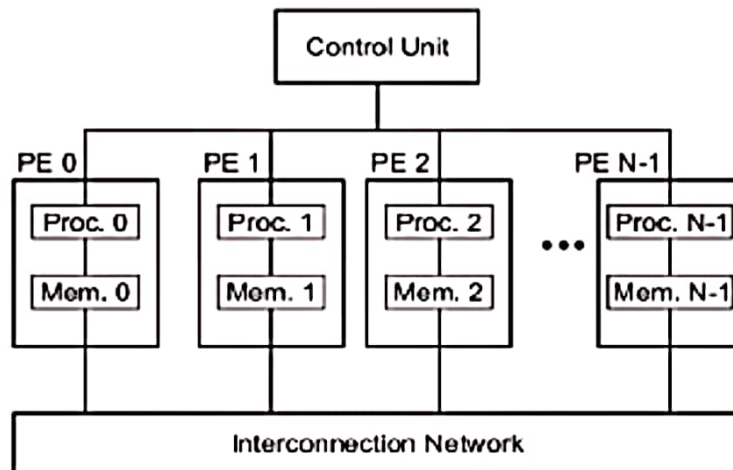 Control Unit
PE 0 PE 1 PE 2 PE N-1
Proc. 0 Proc. 1 Proc. 2 Proc. N-1
Mem. 0 Mem. 1 Mem. 2 Mem. N-1
Interconnection Network